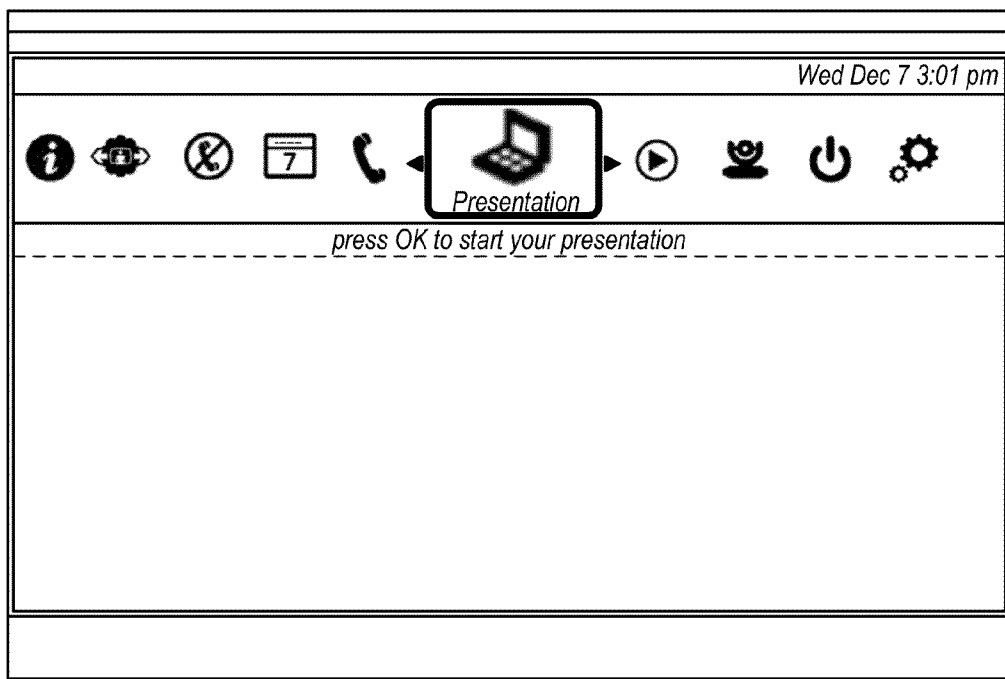 Wed Dec 7 3:01 pm
i
7
Presentation
press OK to start your presentation